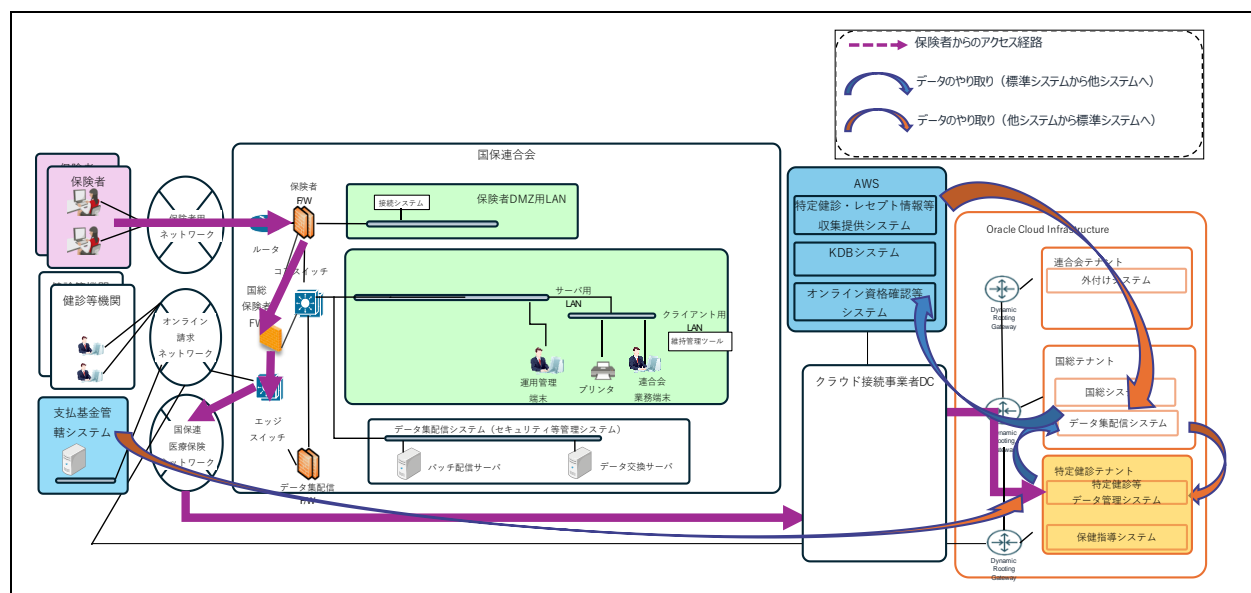 保険者からのアクセス経路
データのやり取り（標準システムから他システムへ）
データのやり取り（他システムから標準システムへ）
国保連合会
保険者
保険者
保険者用
ネットワーク
ルータ
保険者
F/W
接続システム
保険者DMZ用LAN
コアスイッチ
国総
保険者
FW
サーバ用
LAN
クライアント用
LAN
維持管理ツール
運用管理
端末
プリンタ
連合会
業務端末
健診等機関
健診等機関
オンライン
請求
ネットワーク
支払基金管
轄システム
国保連
医療保険
ネットワーク
エッジ
スイッチ
データ集配信
F/W
データ集配信システム（セキュリティ等管理システム）
パッチ配信サーバ
データ交換サーバ
AWS
特定健診・レセプト情報等
収集提供システム
KDBシステム
オンライン資格確認等
システム
クラウド接続事業者DC
Oracle Cloud Infrastructure
連合会テナント
外付けシステム
Dynamic
Rooting
Gateway
国総テナント
国総システム
データ集配信システム
Dynamic
Rooting
Gateway
特定健診テナント
特定健診等
データ管理システム
保健指導システム
Dynamic
Rooting
Gateway